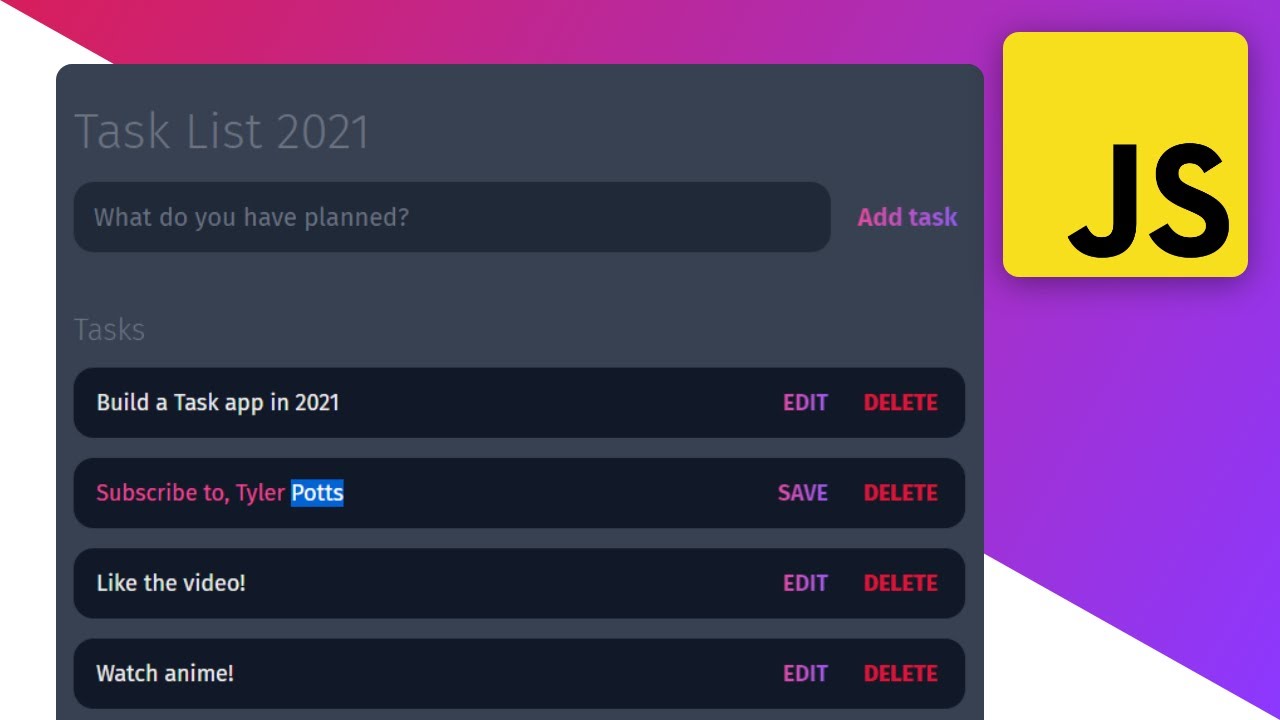 JS
Task List 2021
What do you have planned?
Add task
Tasks
Build a Task app in 2021 EDIT DELETE
Subscribe to, Tyler Potts SAVE DELETE
Like the video! EDIT DELETE
Watch anime! EDIT DELETE